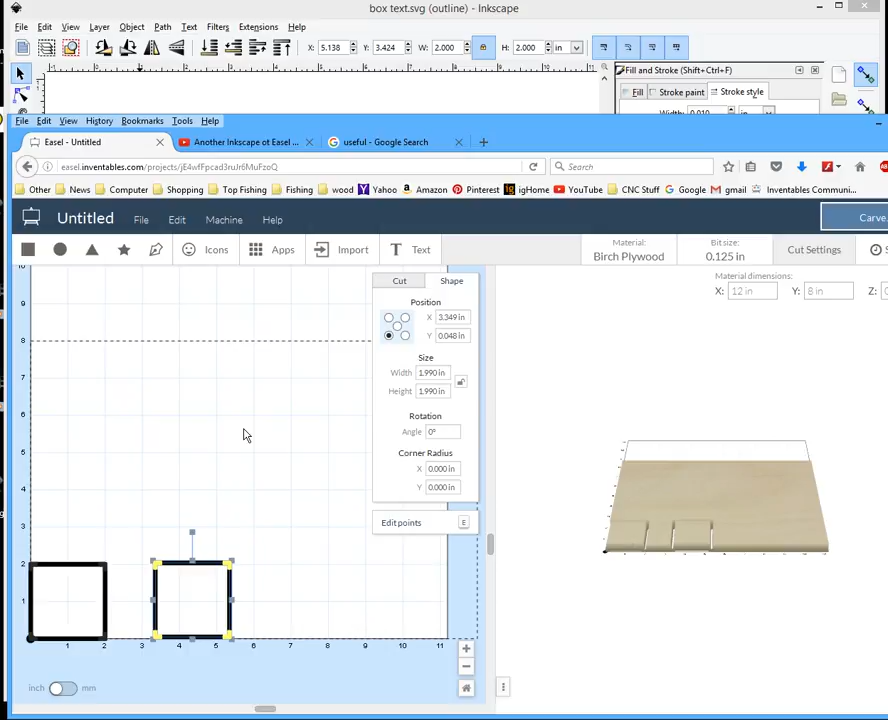 box text.svg (outline) - Inkscape
File Edit View Layer Object Path Text Filters Extensions Help
X: 5.138 Y: 3.424 W: 2.000 H: 2.000 in
Fill and Stroke (Shift+Ctrl+F)
Fill Stroke paint Stroke style
Width: 0.010 in
File Edit View History Bookmarks Tools Help
Easel - Untitled Another Inkscape ot Easel ... useful - Google Search
easel.inventables.com/projects/jE4wfFpcad3ruJr6MuFzoQ Search
Other News Computer Shopping Top Fishing Fishing wood Yahoo Amazon Pinterest igHome YouTube CNC Stuff Google gmail Inventables Communi...
Untitled File Edit Machine Help Carve
Icons Apps Import Text
Material: Birch Plywood
Bit size: 0.125 in
Cut Settings
Material dimensions:
X: 12 in Y: 8 in Z:
Cut Shape
Position
X 3.349 in
Y 0.048 in
Size
Width 1.990 in
Height 1.990 in
Rotation
Angle 0°
Corner Radius
X 0.000 in
Y 0.000 in
Edit points E
9
8
7
6
5
4
3
2
1
1 2 3 4 5 6 7 8 9 10 11
inch mm